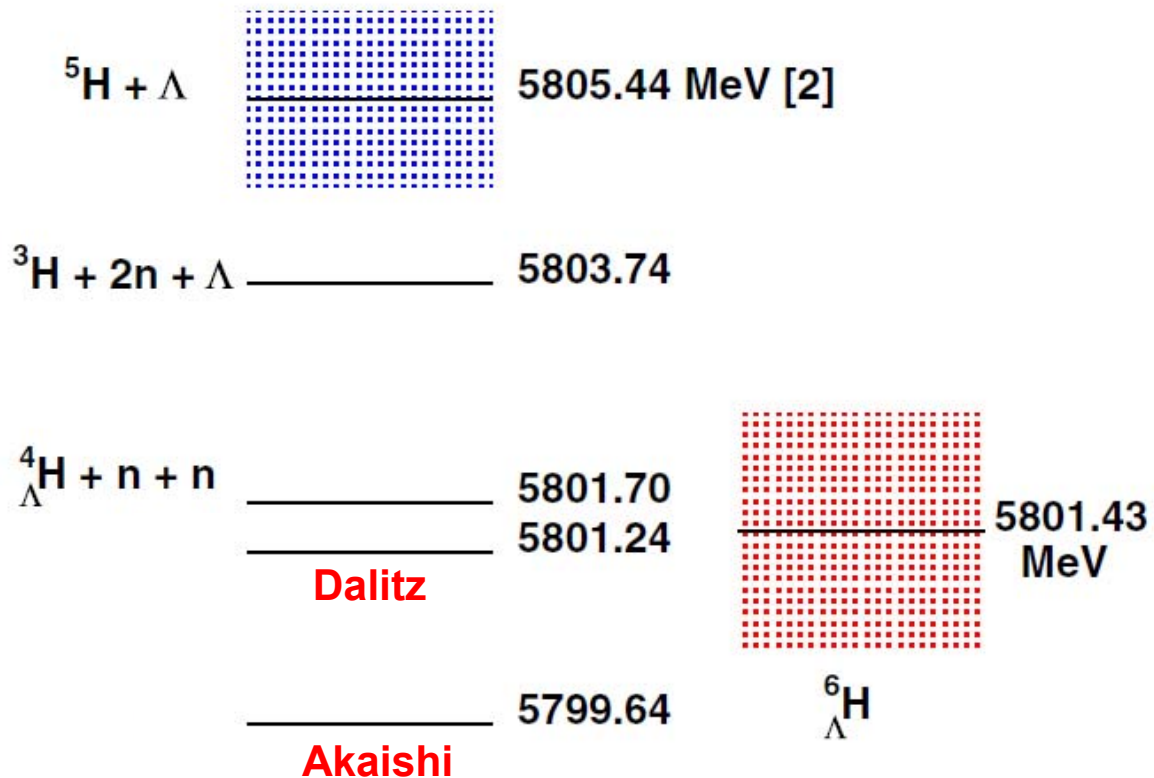 ⁵H + Λ
5805.44 MeV [2]
³H + 2n + Λ
5803.74
⁴ΛH + n + n
5801.70
5801.24
Dalitz
5801.43
MeV
5799.64
Akaishi
⁶ΛH